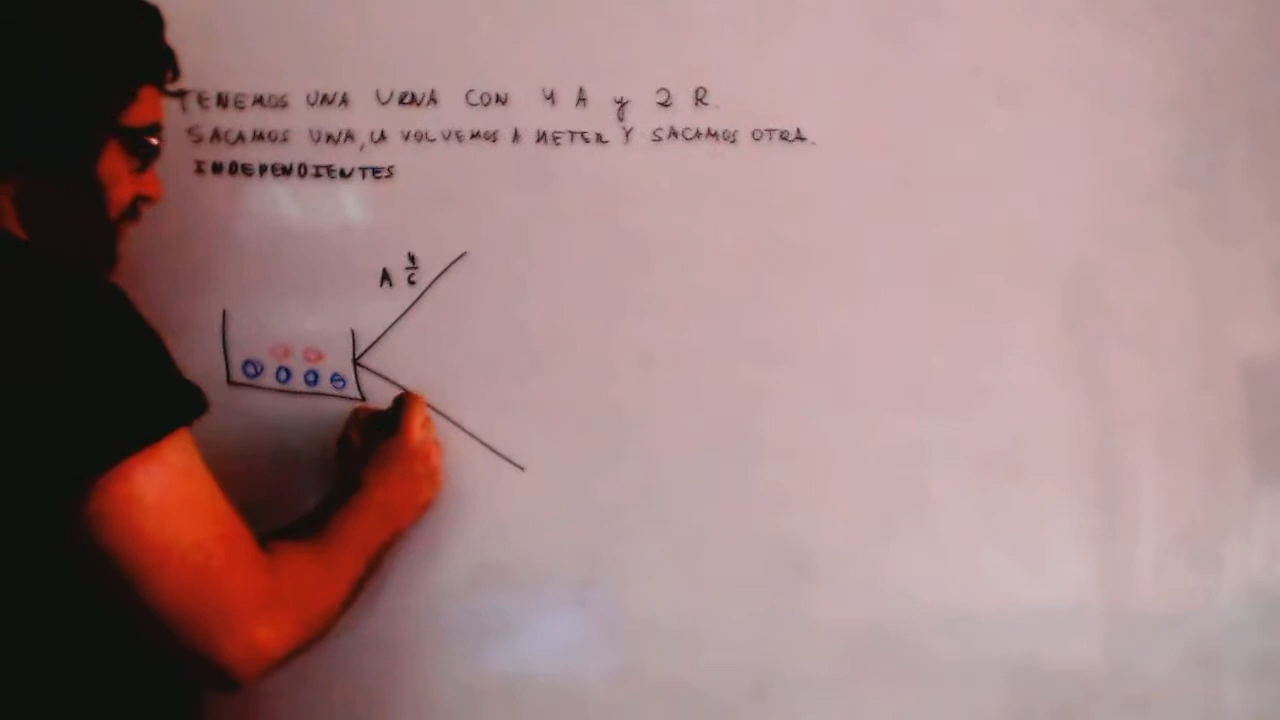 TENEMOS UNA URNA CON 4 A y 2 R.
SACAMOS UNA, LA VOLVEMOS A METER Y SACAMOS OTRA.
INDEPENDIENTES
A 4/6